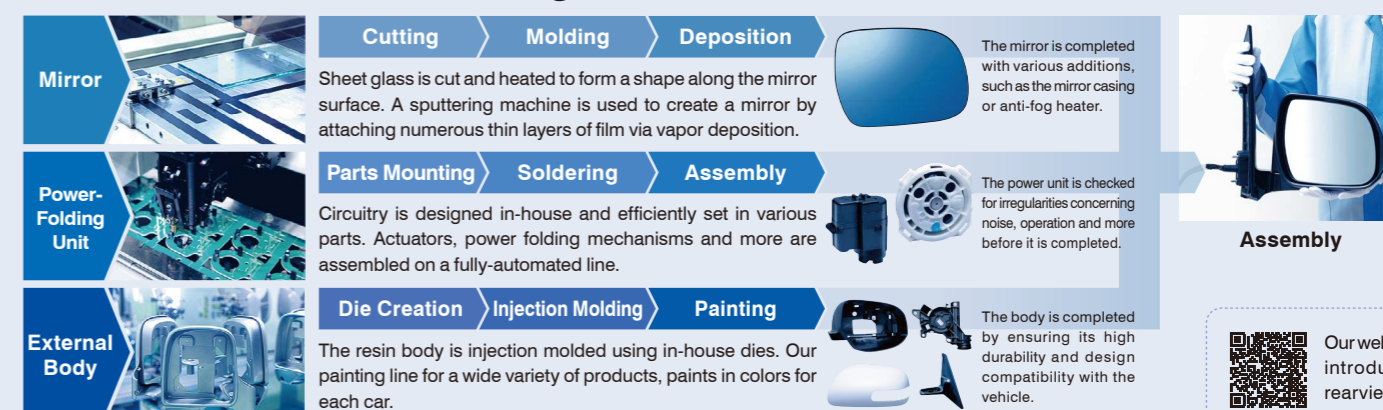 Mirror
Cutting
Molding
Deposition
Sheet glass is cut and heated to form a shape along the mirror
surface. A sputtering machine is used to create a mirror by
attaching numerous thin layers of film via vapor deposition.
The mirror is completed
with various additions,
such as the mirror casing
or anti-fog heater.
Power-
Folding
Unit
Parts Mounting
Soldering
Assembly
Circuitry is designed in-house and efficiently set in various
parts. Actuators, power folding mechanisms and more are
assembled on a fully-automated line.
The power unit is checked
for irregularities concerning
noise, operation and more
before it is completed.
External
Body
Die Creation
Injection Molding
Painting
The resin body is injection molded using in-house dies. Our
painting line for a wide variety of products, paints in colors for
each car.
The body is completed
by ensuring its high
durability and design
compatibility with the
vehicle.
Assembly
Our